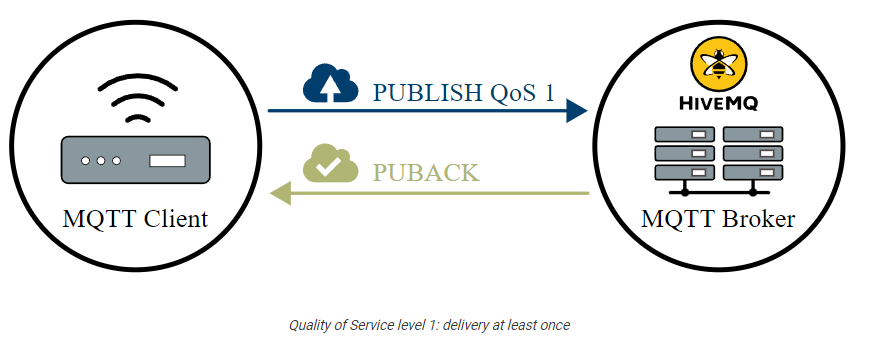 PUBLISH QoS 1
HIVEMQ
PUBACK
MQTT Client
MQTT Broker
Quality of Service level 1: delivery at least once